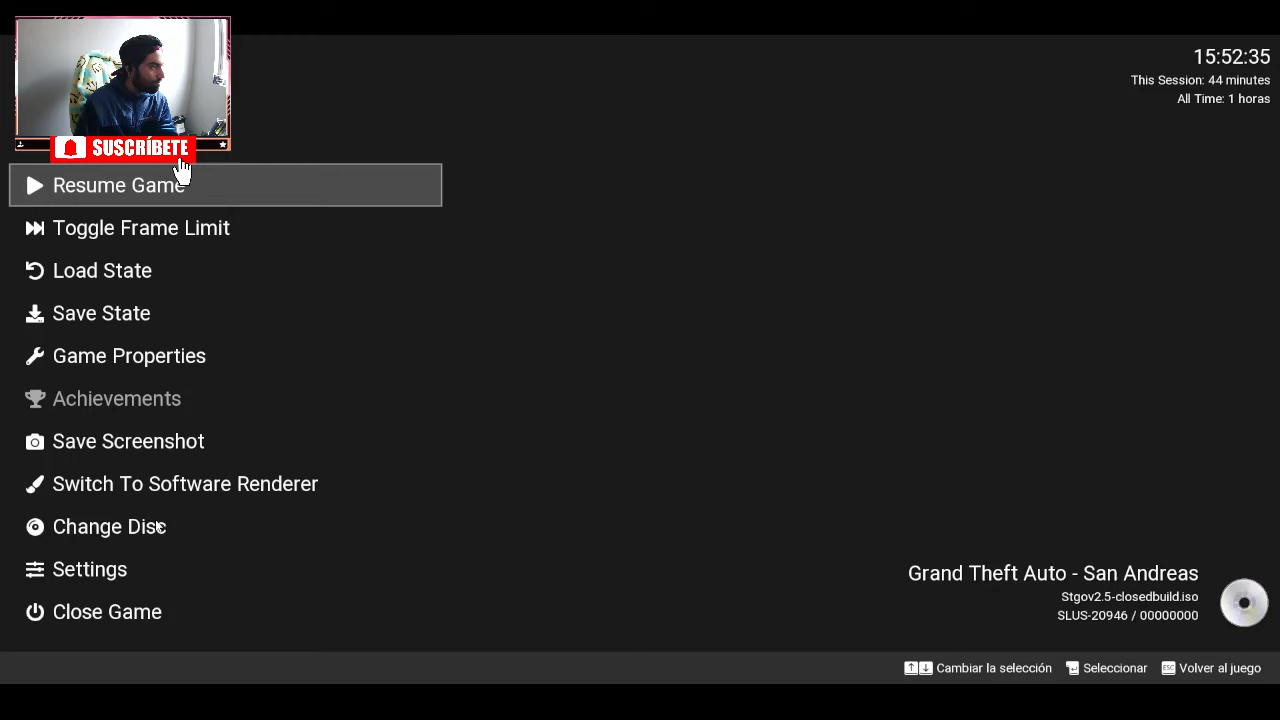 15:52:35
This Session: 44 minutes
All Time: 1 horas
SUSCRÍBETE
Resume Game
Toggle Frame Limit
Load State
Save State
Game Properties
Achievements
Save Screenshot
Switch To Software Renderer
Change Disc
Settings
Close Game
Grand Theft Auto - San Andreas
Stgov2.5-closedbuild.iso
SLUS-20946 / 00000000
Cambiar la selección
Seleccionar
ESC Volver al juego